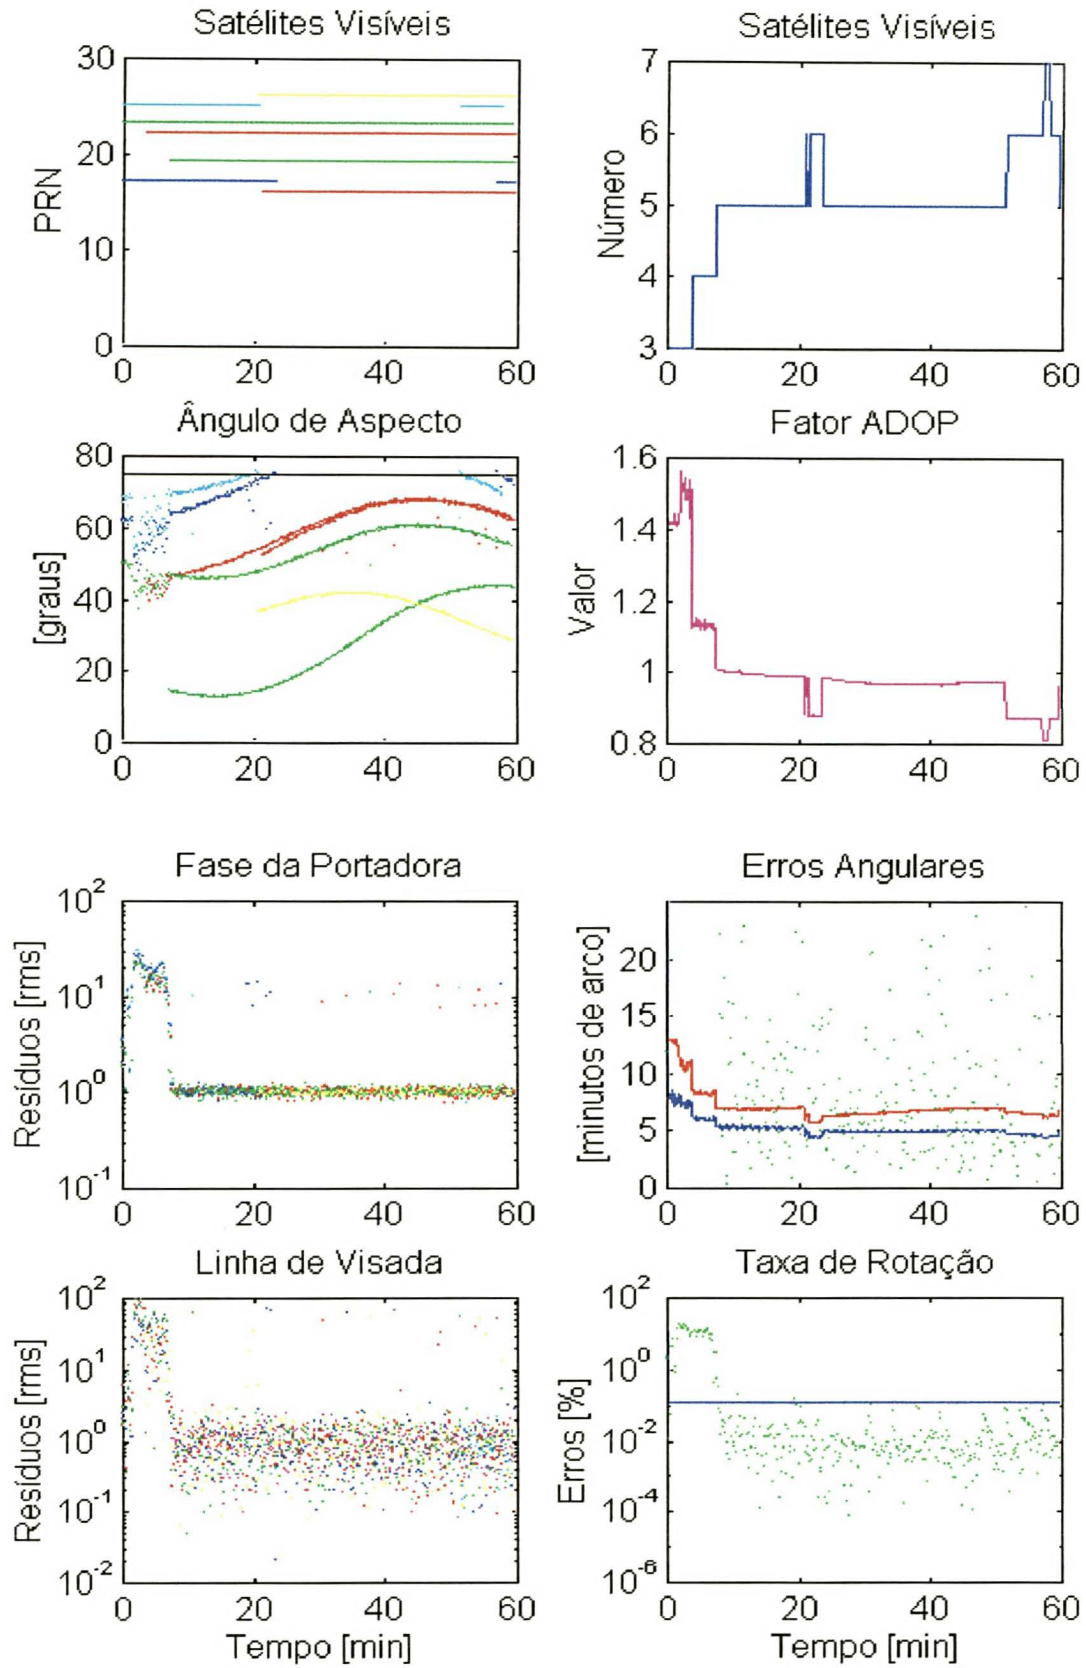 Satélites Visíveis
30
20
10
0
PRN
0 20 40 60
Satélites Visíveis
7
6
5
4
3
Número
0 20 40 60
Ângulo de Aspecto
80
60
40
20
0
[graus]
0 20 40 60
Fator ADOP
1.6
1.4
1.2
1
0.8
Valor
0 20 40 60
Fase da Portadora
10²
10¹
10⁰
10⁻¹
Resíduos [rms]
0 20 40 60
Erros Angulares
20
15
10
5
0
[minutos de arco]
0 20 40 60
Linha de Visada
10²
10¹
10⁰
10⁻¹
10⁻²
Resíduos [rms]
0 20 40 60
Tempo [min]
Taxa de Rotação
10²
10⁰
10⁻²
10⁻⁴
10⁻⁶
Erros [%]
0 20 40 60
Tempo [min]